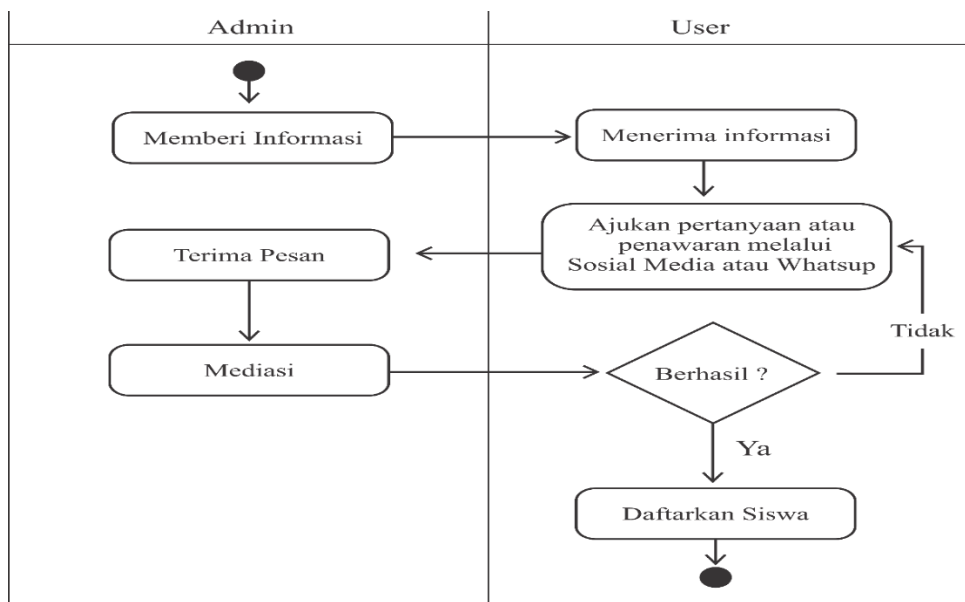 Admin
User
Memberi Informasi
Menerima informasi
Ajukan pertanyaan atau
penawaran melalui
Sosial Media atau Whatsup
Terima Pesan
Tidak
Mediasi
Berhasil ?
Ya
Daftarkan Siswa